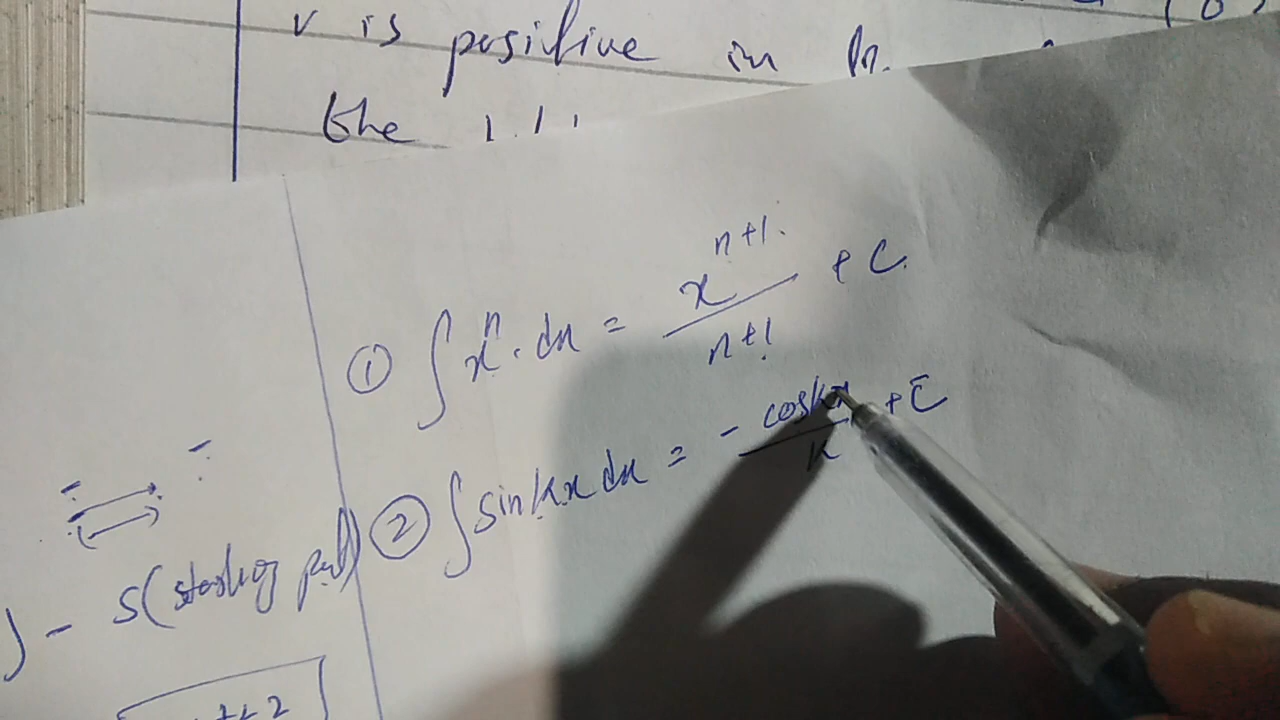 v is positive in
the
① ∫ xⁿ. dx = xⁿ⁺¹ / n+1 + C.
② ∫ sin kx dx = - cos kx / k + C
) - S(